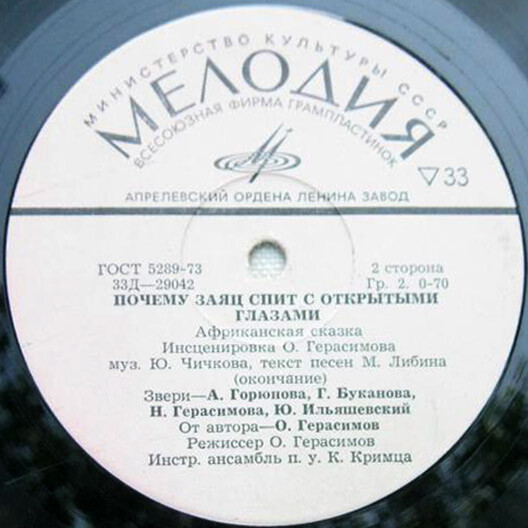 МИНИСТЕРСТВО КУЛЬТУРЫ СССР
МЕЛОДИЯ
ВСЕСОЮЗНАЯ ФИРМА ГРАМПЛАСТИНОК
33
АПРЕЛЕВСКИЙ ОРДЕНА ЛЕНИНА ЗАВОД
ГОСТ 5289-73 2 сторона
33Д—29042 Гр. 2. 0-70
ПОЧЕМУ ЗАЯЦ СПИТ С ОТКРЫТЫМИ
ГЛАЗАМИ
Африканская сказка
Инсценировка О. Герасимова
муз. Ю. Чичкова, текст песен М. Либина
(окончание)
Звери—А. Горюнова, Г. Буканова,
Н. Герасимова, Ю. Ильяшевский
От автора—О. Герасимов
Режиссер О. Герасимов
Инстр. ансамбль п. у. К. Кримца